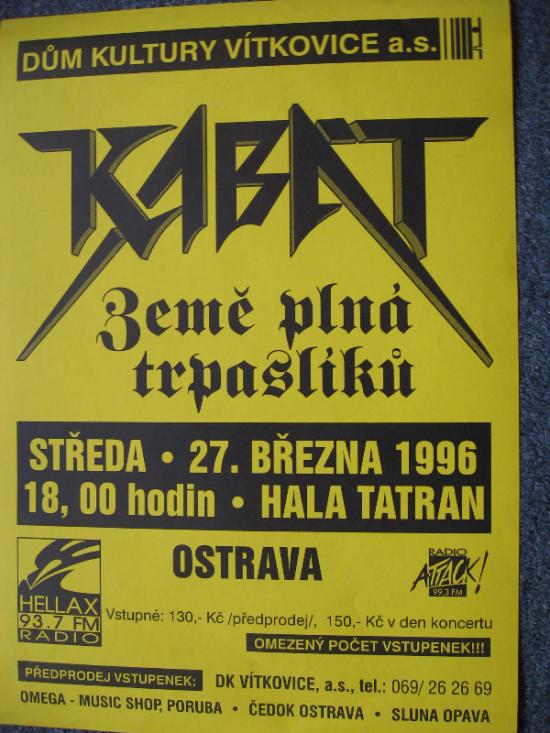 DŮM KULTURY VÍTKOVICE a.s.
KABÁT
Země plná
trpaslíků
STŘEDA • 27. BŘEZNA 1996
18, 00 hodin • HALA TATRAN
OSTRAVA
HELLAX
93.7 FM
RADIO
RADIO
ATTACK!
99,3 FM
Vstupné: 130,- Kč /předprodej/, 150,- Kč v den koncertu
OMEZENÝ POČET VSTUPENEK!!!
PŘEDPRODEJ VSTUPENEK: DK VÍTKOVICE, a.s., tel.: 069/ 26 26 69
OMEGA - MUSIC SHOP, PORUBA • ČEDOK OSTRAVA • SLUNA OPAVA